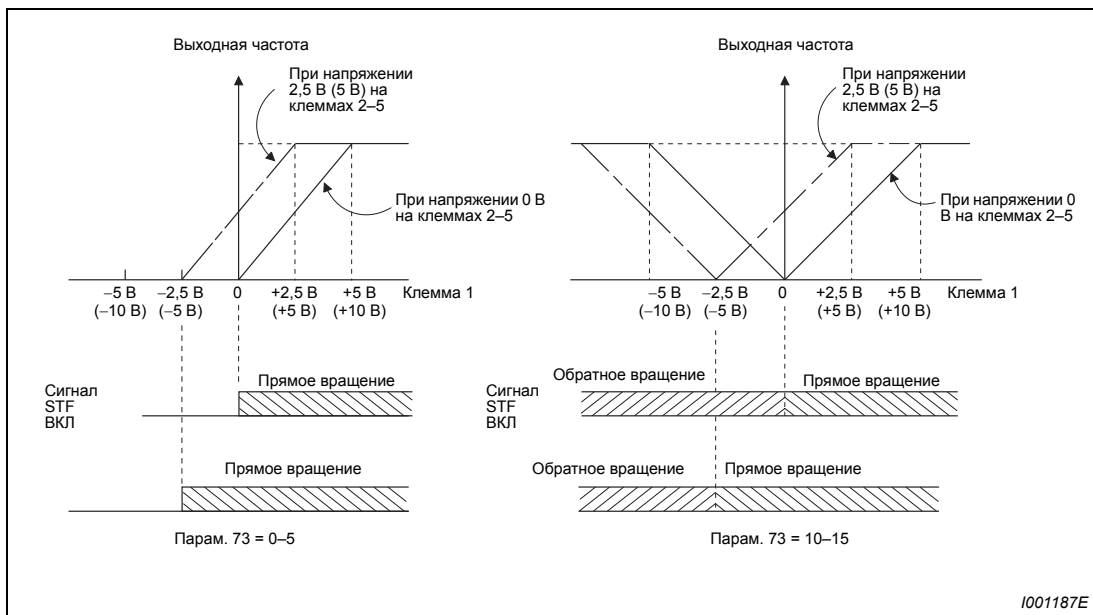 Выходная частота
При напряжении
2,5 В (5 В) на
клеммах 2–5
При напряжении 0 В
на клеммах 2–5
–5 В
(–10 В)
–2,5 В
(–5 В)
0
+2,5 В
(+5 В)
+5 В
(+10 В)
Клемма 1
Сигнал
STF
ВКЛ
Прямое вращение
Прямое вращение
Парам. 73 = 0–5
Выходная частота
При напряжении
2,5 В (5 В) на
клеммах 2–5
При напряжении 0
В на клеммах 2–5
–5 В
(–10 В)
–2,5 В
(–5 В)
0
+2,5 В
(+5 В)
+5 В
(+10 В)
Клемма 1
Сигнал
STF
ВКЛ
Обратное вращение
Прямое вращение
Обратное вращение
Прямое вращение
Парам. 73 = 10–15
I001187E